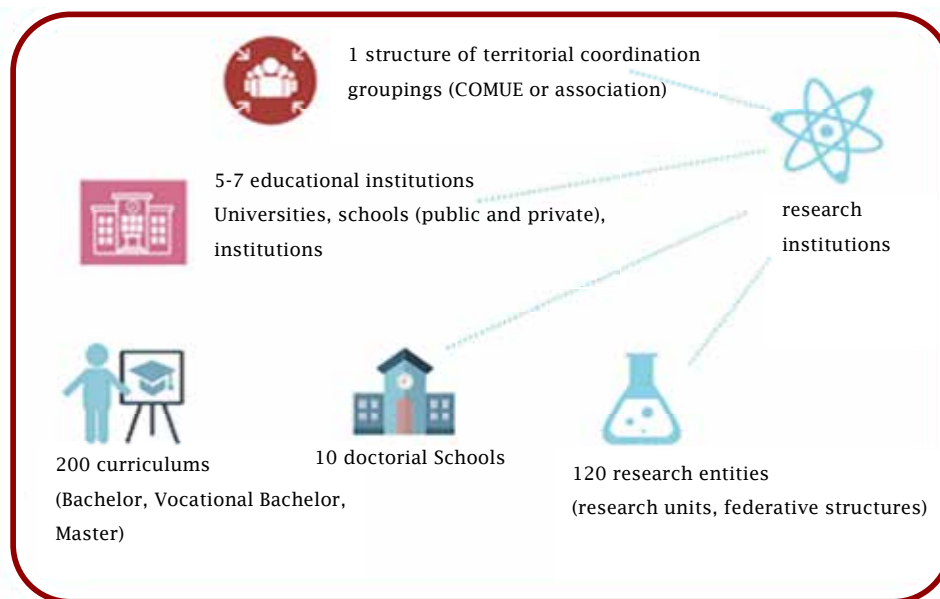 1 structure of territorial coordination
groupings (COMUE or association)
5-7 educational institutions
Universities, schools (public and private),
institutions
research
institutions
200 curriculums
(Bachelor, Vocational Bachelor,
Master)
10 doctorial Schools
120 research entities
(research units, federative structures)